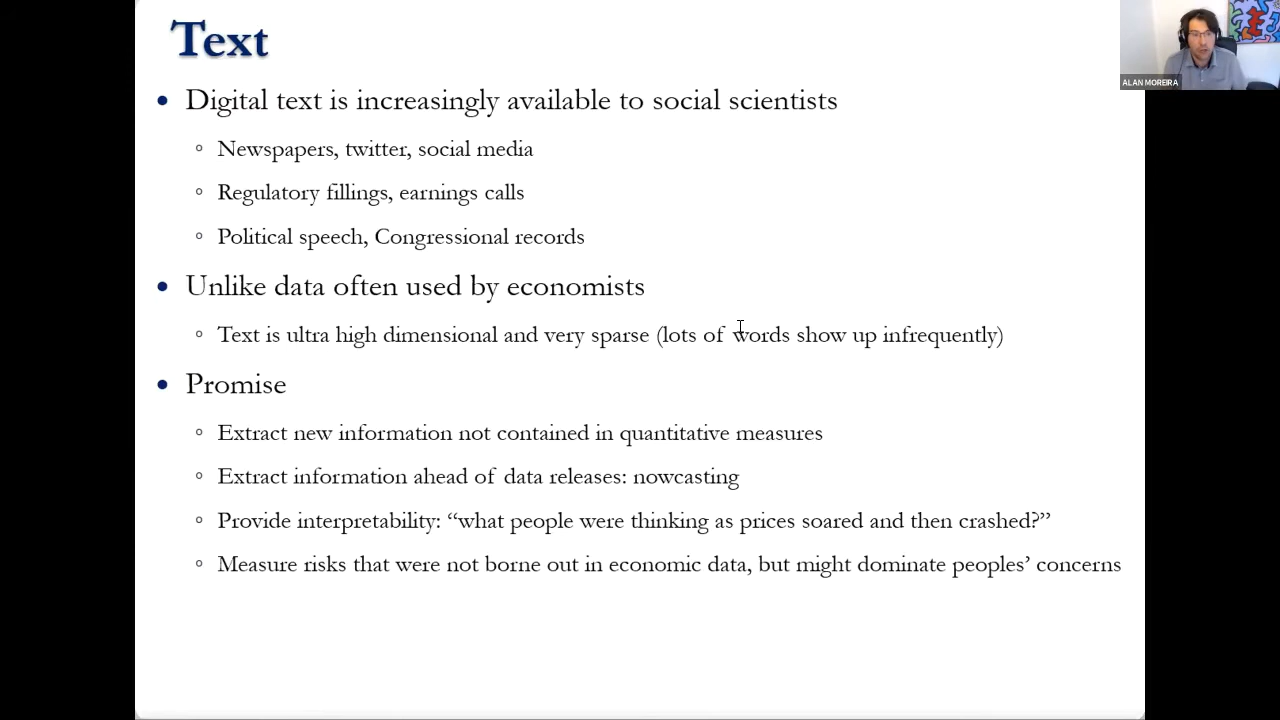 Text
ALAN MOREIRA
• Digital text is increasingly available to social scientists
◦ Newspapers, twitter, social media
◦ Regulatory fillings, earnings calls
◦ Political speech, Congressional records
• Unlike data often used by economists
◦ Text is ultra high dimensional and very sparse (lots of words show up infrequently)
• Promise
◦ Extract new information not contained in quantitative measures
◦ Extract information ahead of data releases: nowcasting
◦ Provide interpretability: “what people were thinking as prices soared and then crashed?”
◦ Measure risks that were not borne out in economic data, but might dominate peoples’ concerns